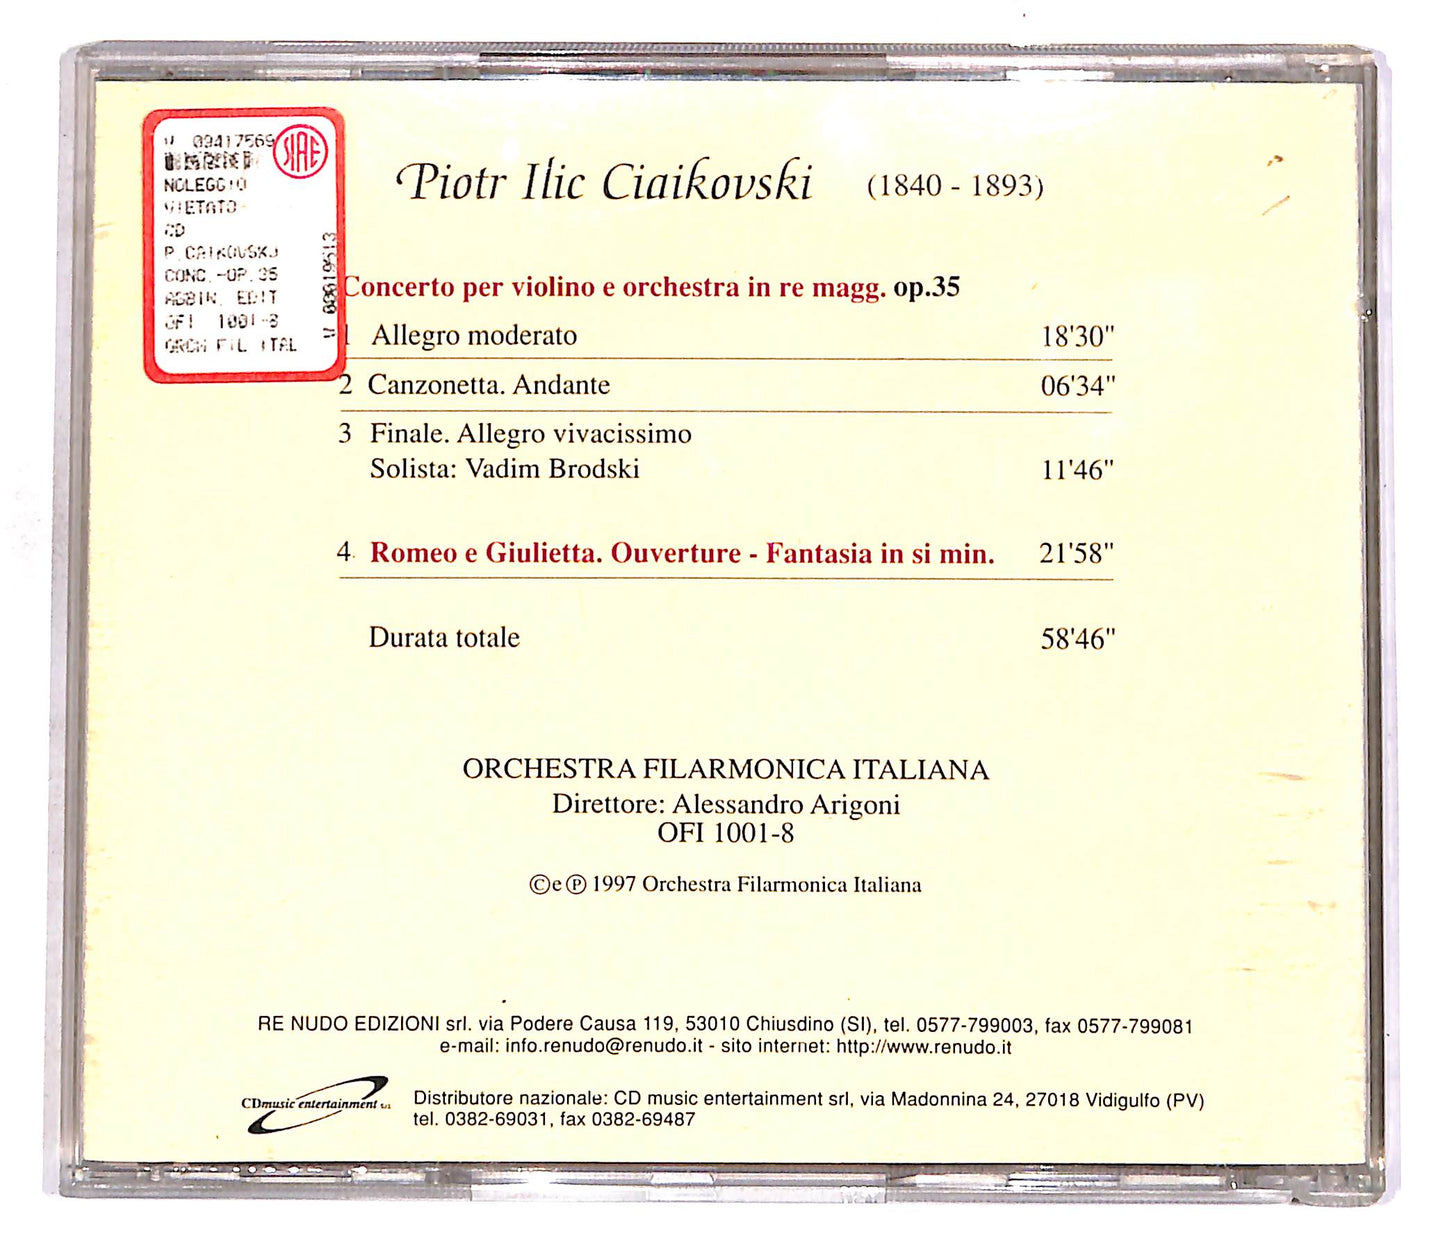 09417569
SIAE
NOLEGGIO
VIETATO
CD
CONC.-OP.35
EDIT
OFI 1001-8
ORCH FIL ITAL
Piotr Ilic Ciaikovski (1840 - 1893)
Concerto per violino e orchestra in re magg. op.35
1 Allegro moderato 18'30"
2 Canzonetta. Andante 06'34"
3 Finale. Allegro vivacissimo
Solista: Vadim Brodski 11'46"
4 Romeo e Giulietta. Ouverture - Fantasia in si min. 21'58"
Durata totale 58'46"
ORCHESTRA FILARMONICA ITALIANA
Direttore: Alessandro Arigoni
OFI 1001-8
©e℗ 1997 Orchestra Filarmonica Italiana
RE NUDO EDIZIONI srl. via Podere Causa 119, 53010 Chiusdino (SI), tel. 0577-799003, fax 0577-799081
e-mail: info.renudo@renudo.it - sito internet: http://www.renudo.it
CDmusic entertainment srl
Distributore nazionale: CD music entertainment srl, via Madonnina 24, 27018 Vidigulfo (PV)
tel. 0382-69031, fax 0382-69487